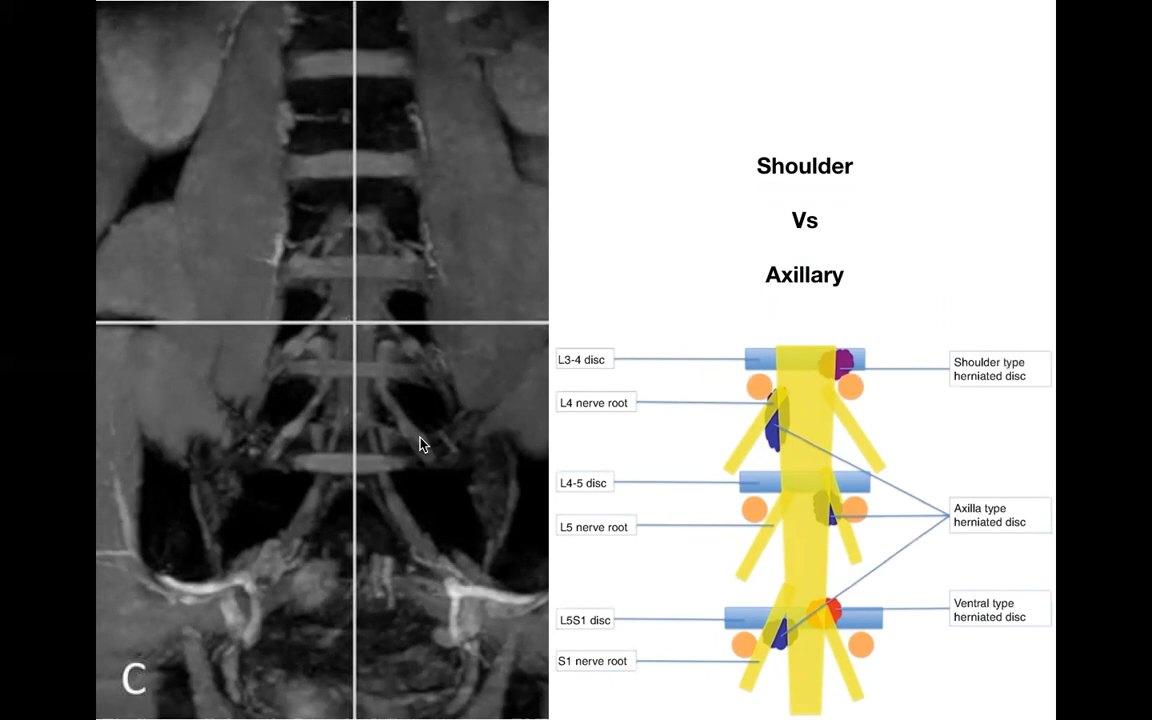 Shoulder
Vs
Axillary
L3-4 disc
Shoulder type
herniated disc
L4 nerve root
L4-5 disc
Axilla type
herniated disc
L5 nerve root
Ventral type
herniated disc
L5S1 disc
S1 nerve root
C